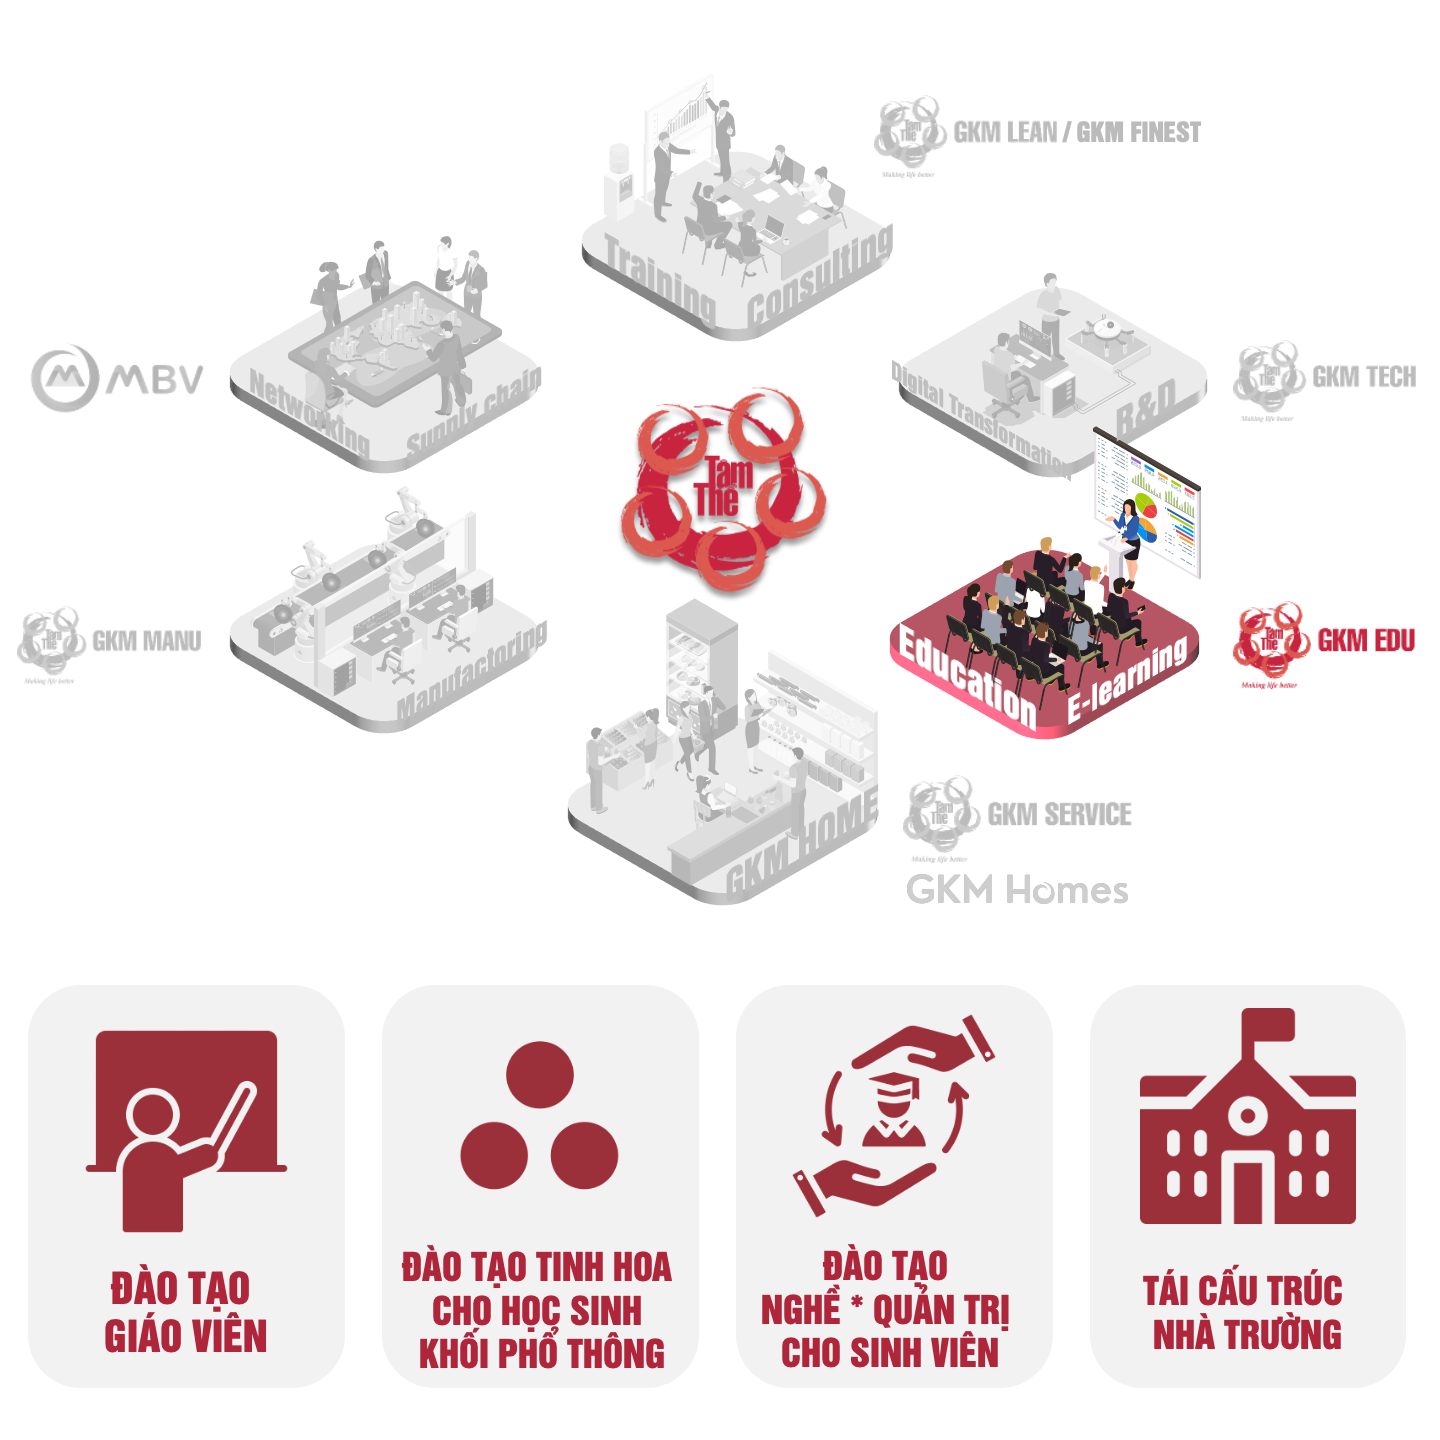 Tam
The
Making life better
GKM LEAN / GKM FINEST
Training
Consulting
MBV
Networking
Supply chain
Digital Transformation
R&D
Tam
The
Making life better
GKM TECH
Tam
The
Tam
The
Making life better
GKM MANU
Manufactoring
Education
E-learning
Tam
The
Making life better
GKM EDU
GKM HOME
Tam
The
Making life better
GKM SERVICE
GKM Homes
ĐÀO TẠO
GIÁO VIÊN
ĐÀO TẠO TINH HOA
CHO HỌC SINH
KHỐI PHỔ THÔNG
ĐÀO TẠO
NGHỀ * QUẢN TRỊ
CHO SINH VIÊN
TÁI CẤU TRÚC
NHÀ TRƯỜNG